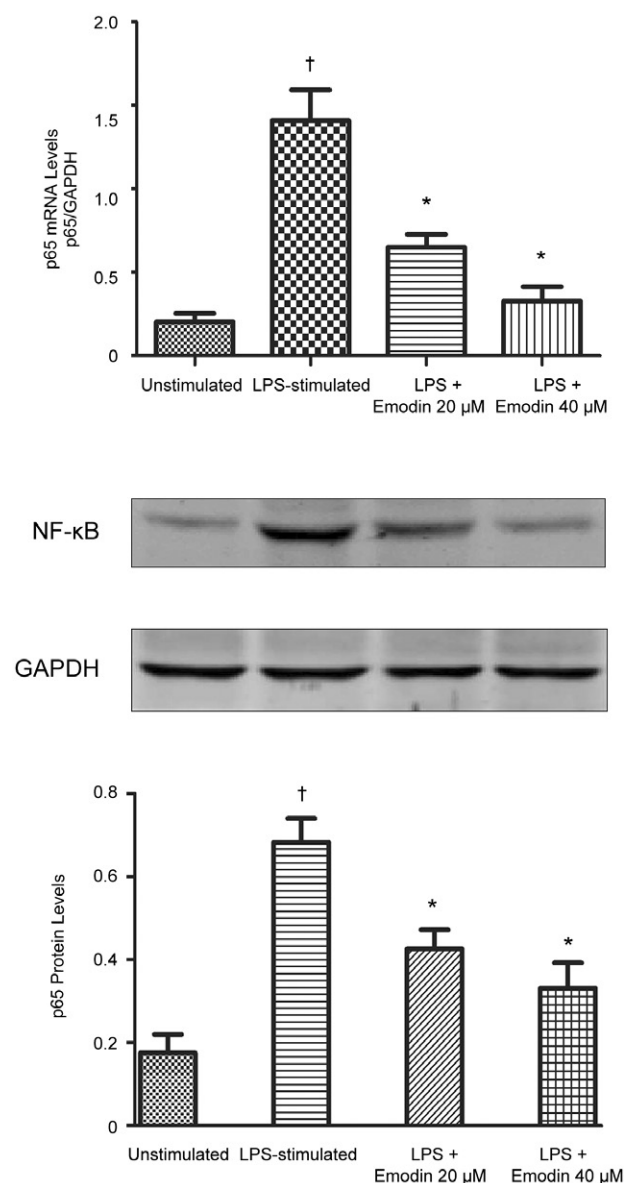 2.0
†
1.5
*
1.0
*
0.5
0
p65 mRNA Levels
p65/GAPDH
Unstimulated LPS-stimulated LPS + LPS +
Emodin 20 µM Emodin 40 µM
NF-κB
GAPDH
0.8
†
0.6
*
*
0.4
0.2
0
p65 Protein Levels
Unstimulated LPS-stimulated LPS + LPS +
Emodin 20 µM Emodin 40 µM